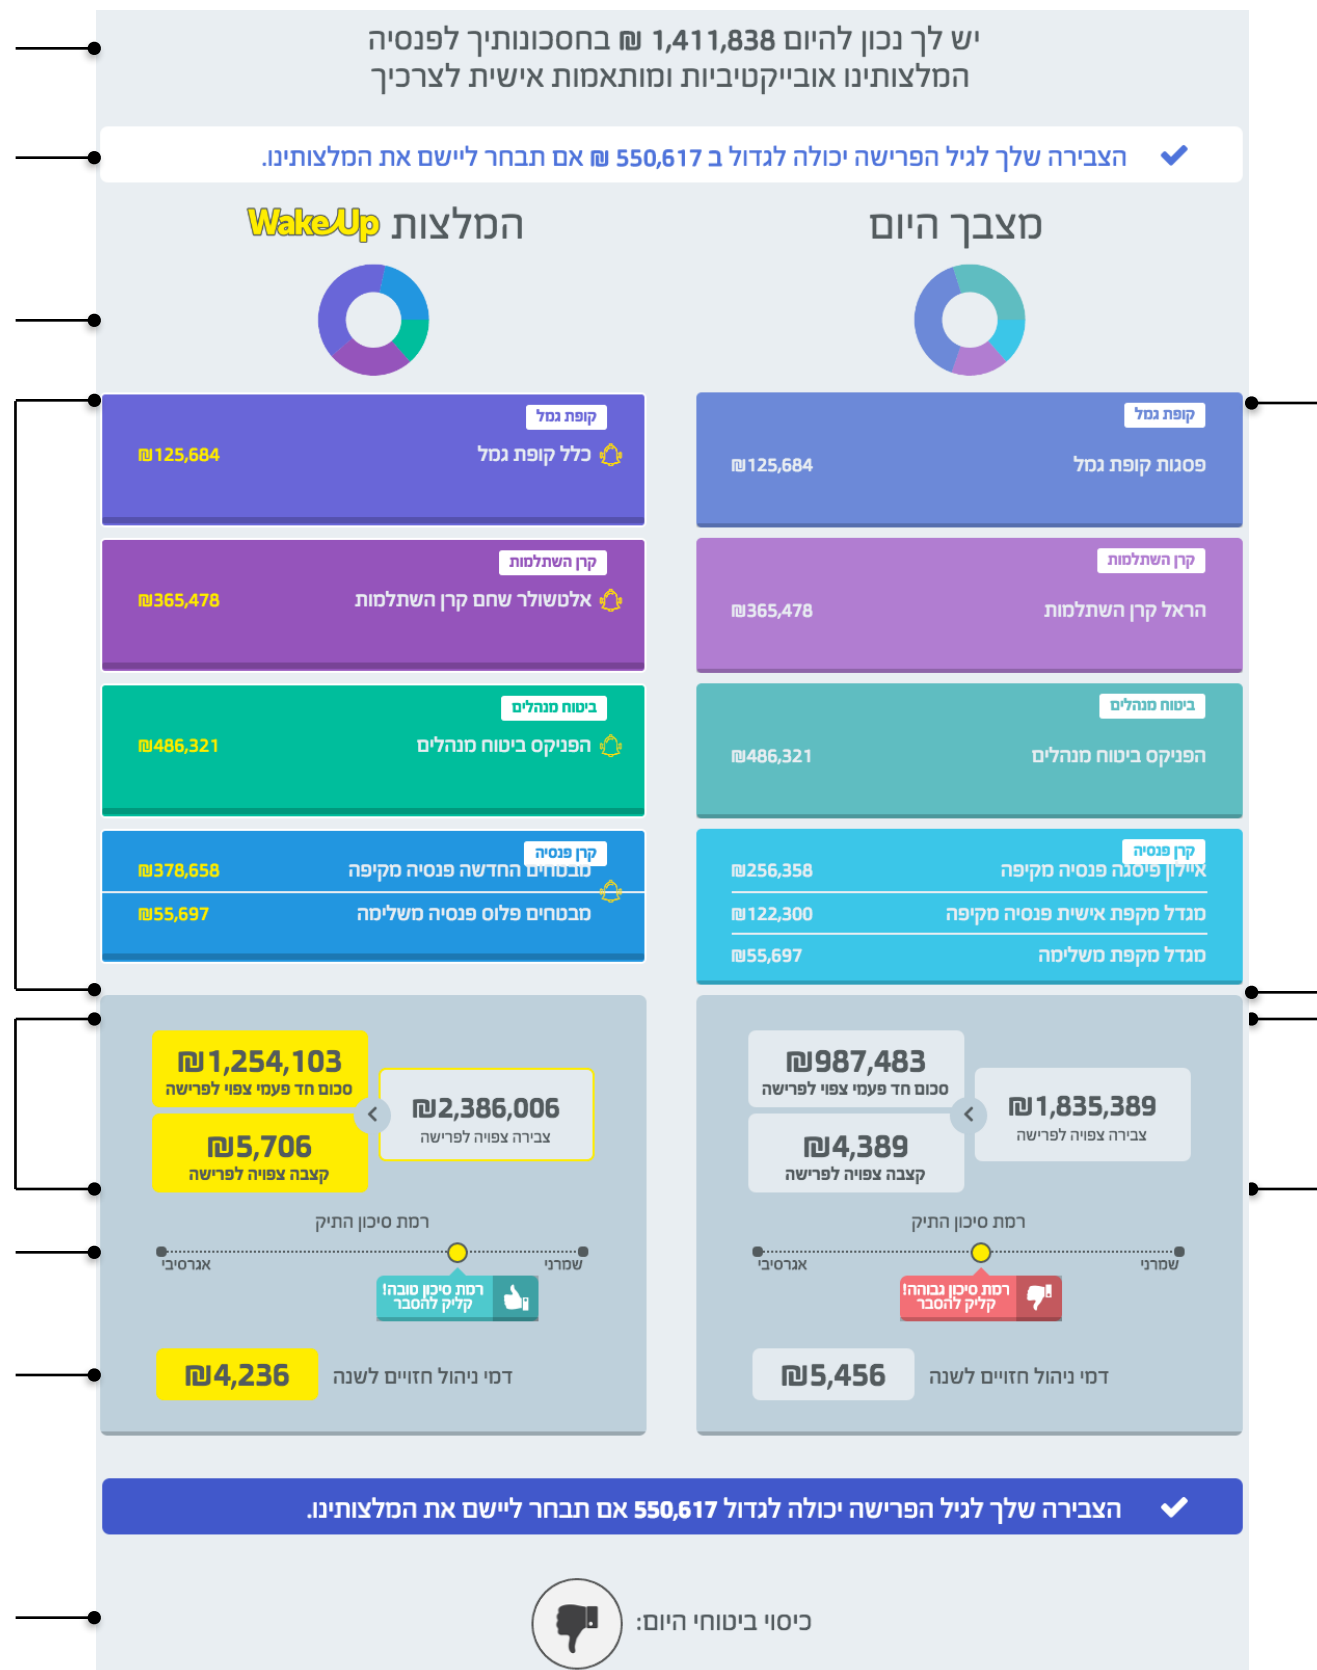 יש לך נכון להיום 1,411,838 ₪ בחסכונותיך לפנסיה
המלצותינו אובייקטיביות ומותאמות אישית לצרכיך
הצבירה שלך לגיל הפרישה יכולה לגדול ב 550,617 ₪ אם תבחר ליישם את המלצותינו.
מצבך היום
קופת גמל
פסגות קופת גמל ₪125,684
קרן השתלמות
הראל קרן השתלמות ₪365,478
ביטוח מנהלים
הפניקס ביטוח מנהלים ₪486,321
קרן פנסיה
איילון פיסגה פנסיה מקיפה ₪256,358
מגדל מקפת אישית פנסיה מקיפה ₪122,300
מגדל מקפת משלימה ₪55,697
₪1,835,389
צבירה צפויה לפרישה
₪987,483
סכום חד פעמי צפוי לפרישה
₪4,389
קצבה צפויה לפרישה
רמת סיכון התיק
שמרני אגרסיבי
רמת סיכון גבוהה!
קליק להסבר
דמי ניהול חזויים לשנה ₪5,456
המלצות WakeUp
קופת גמל
כלל קופת גמל ₪125,684
קרן השתלמות
אלטשולר שחם קרן השתלמות ₪365,478
ביטוח מנהלים
הפניקס ביטוח מנהלים ₪486,321
קרן פנסיה
מבטחים החדשה פנסיה מקיפה ₪378,658
מבטחים פלוס פנסיה משלימה ₪55,697
₪2,386,006
צבירה צפויה לפרישה
₪1,254,103
סכום חד פעמי צפוי לפרישה
₪5,706
קצבה צפויה לפרישה
רמת סיכון התיק
שמרני אגרסיבי
רמת סיכון טובה!
קליק להסבר
דמי ניהול חזויים לשנה ₪4,236
הצבירה שלך לגיל הפרישה יכולה לגדול 550,617 אם תבחר ליישם את המלצותינו.
כיסוי ביטוחי היום: